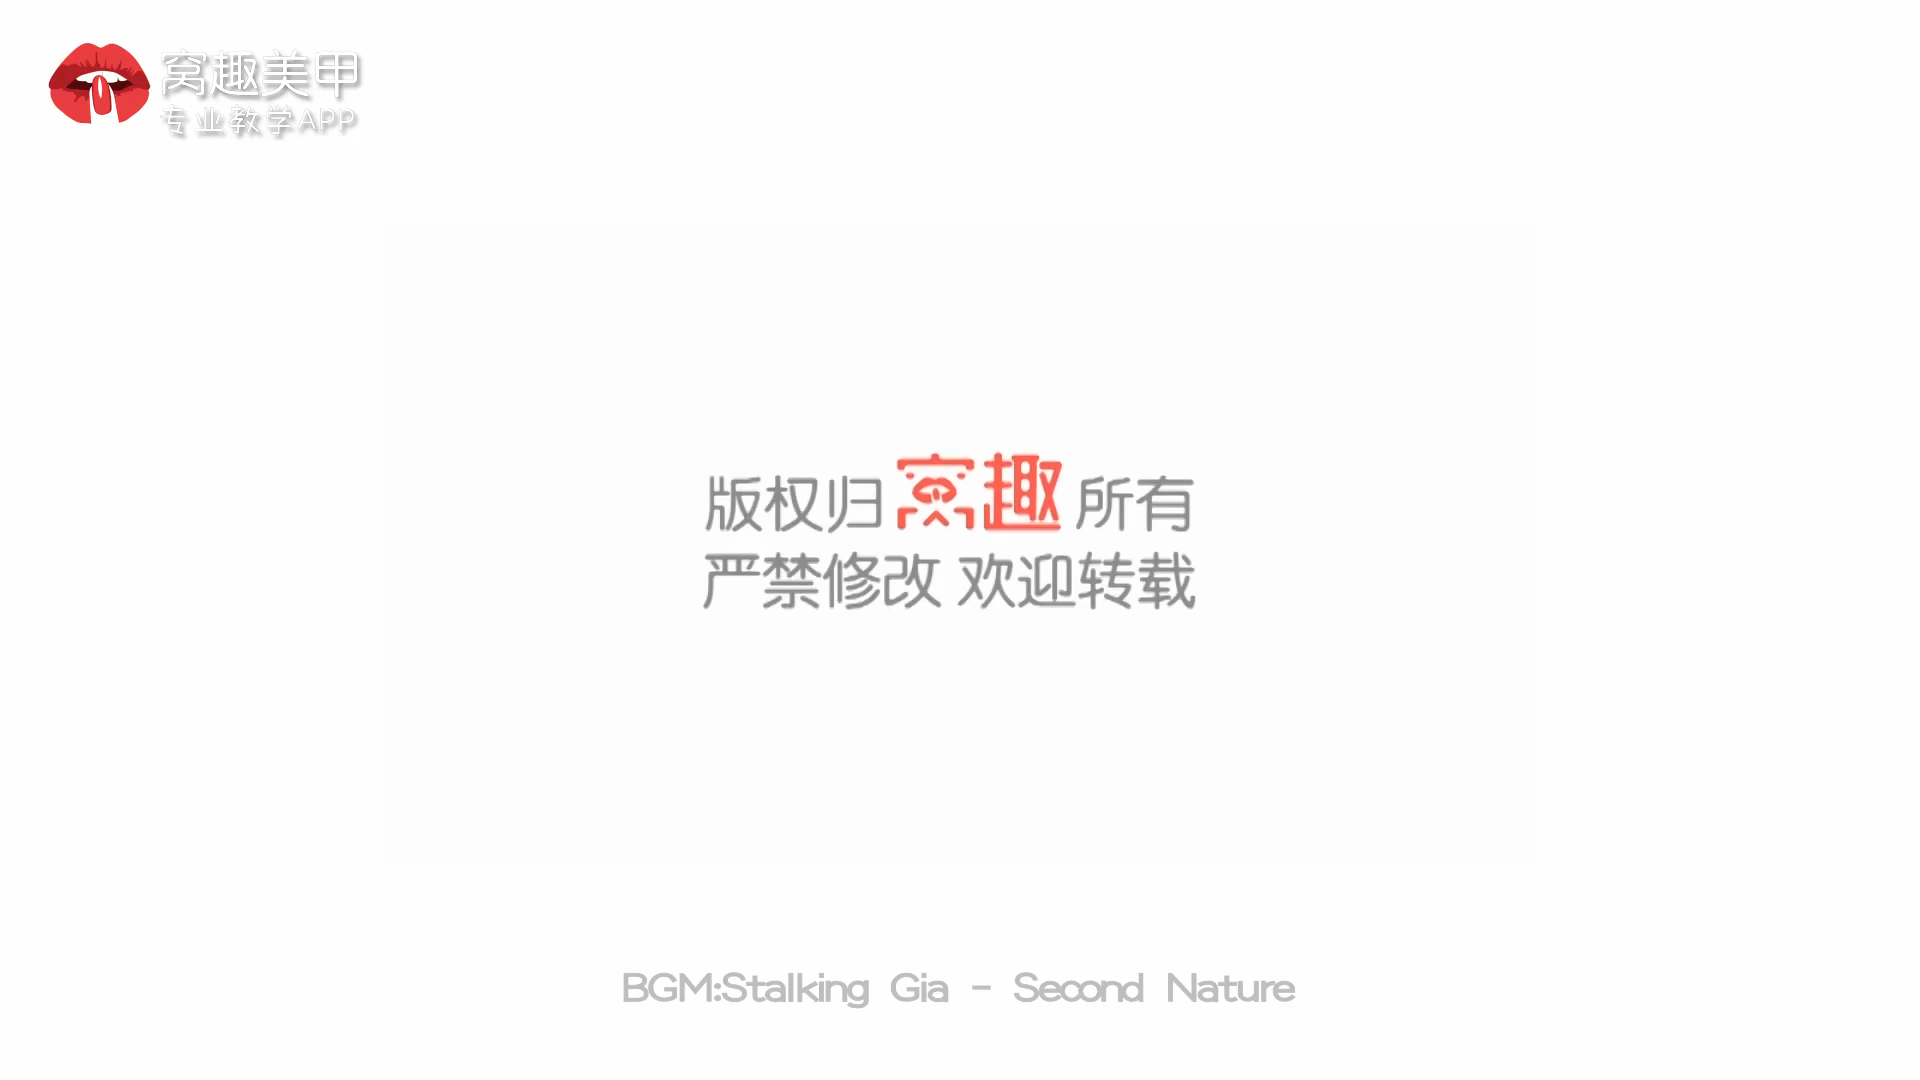 窝趣美甲
专业教学APP
版权归窝趣所有
严禁修改 欢迎转载
BGM:Stalking Gia - Second Nature